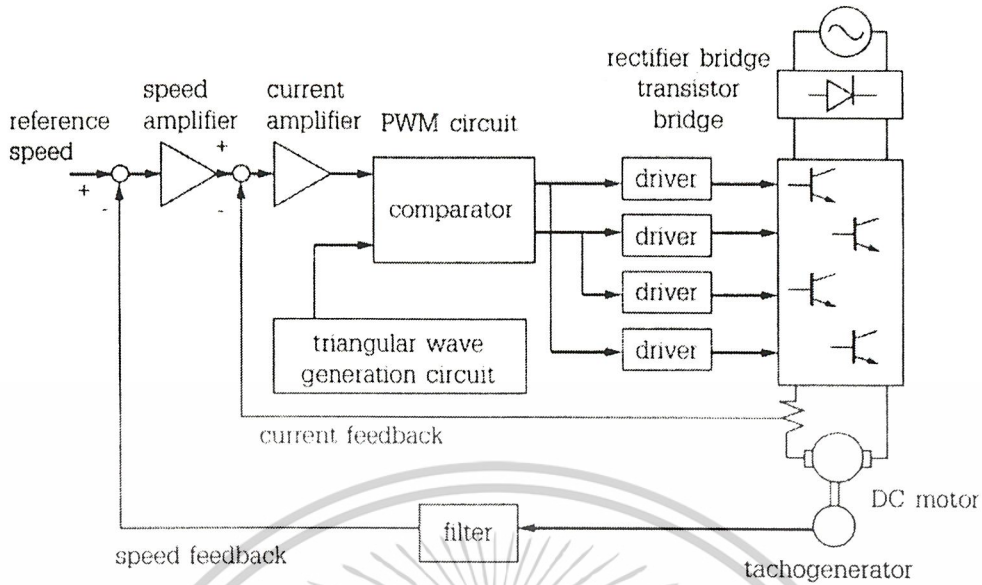 rectifier bridge
transistor
bridge
speed
amplifier
current
amplifier
PWM circuit
reference
speed
+
-
+
-
comparator
driver
driver
driver
driver
triangular wave
generation circuit
current feedback
DC motor
filter
speed feedback
tachogenerator